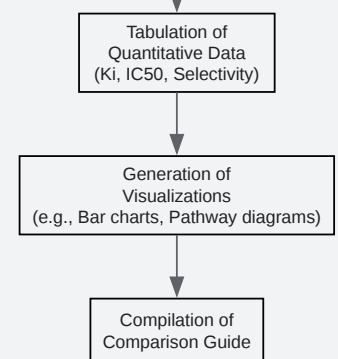 Tabulation of
Quantitative Data
(Ki, IC50, Selectivity)
Generation of
Visualizations
(e.g., Bar charts, Pathway diagrams)
Compilation of
Comparison Guide